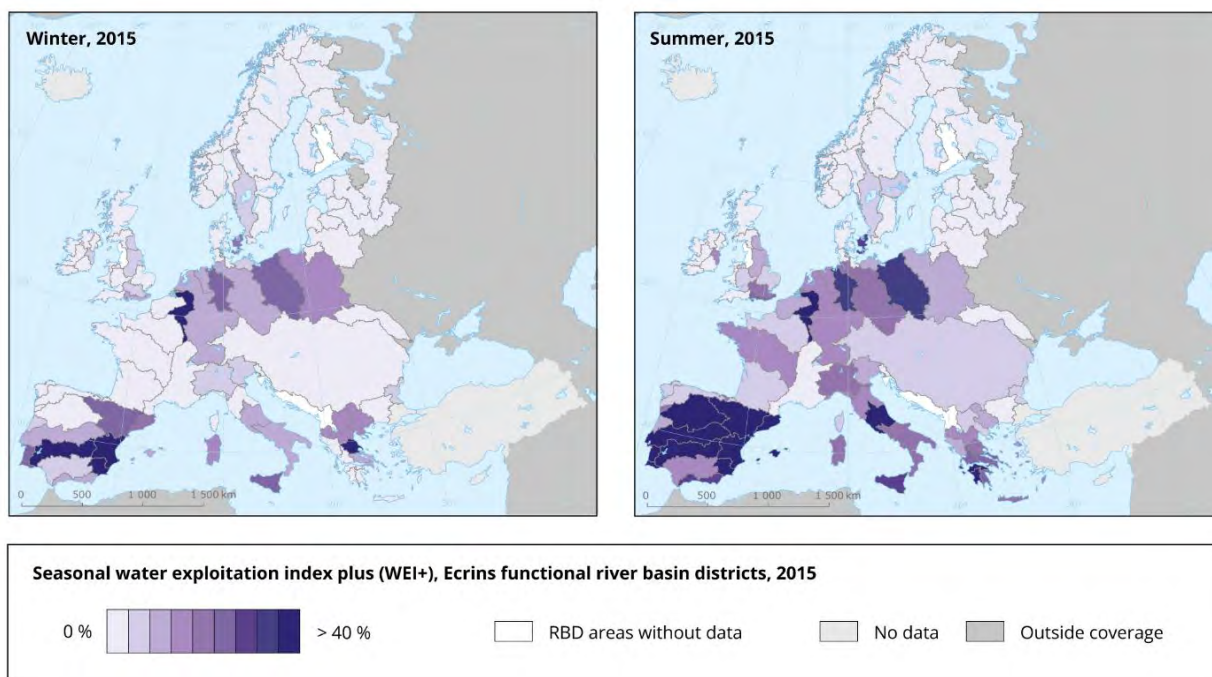 Winter, 2015
0 500 1 000 1 500 km
Summer, 2015
0 500 1 000 1 500 km
Seasonal water exploitation index plus (WEI+), Ecrins functional river basin districts, 2015
0 % > 40 % RBD areas without data No data Outside coverage